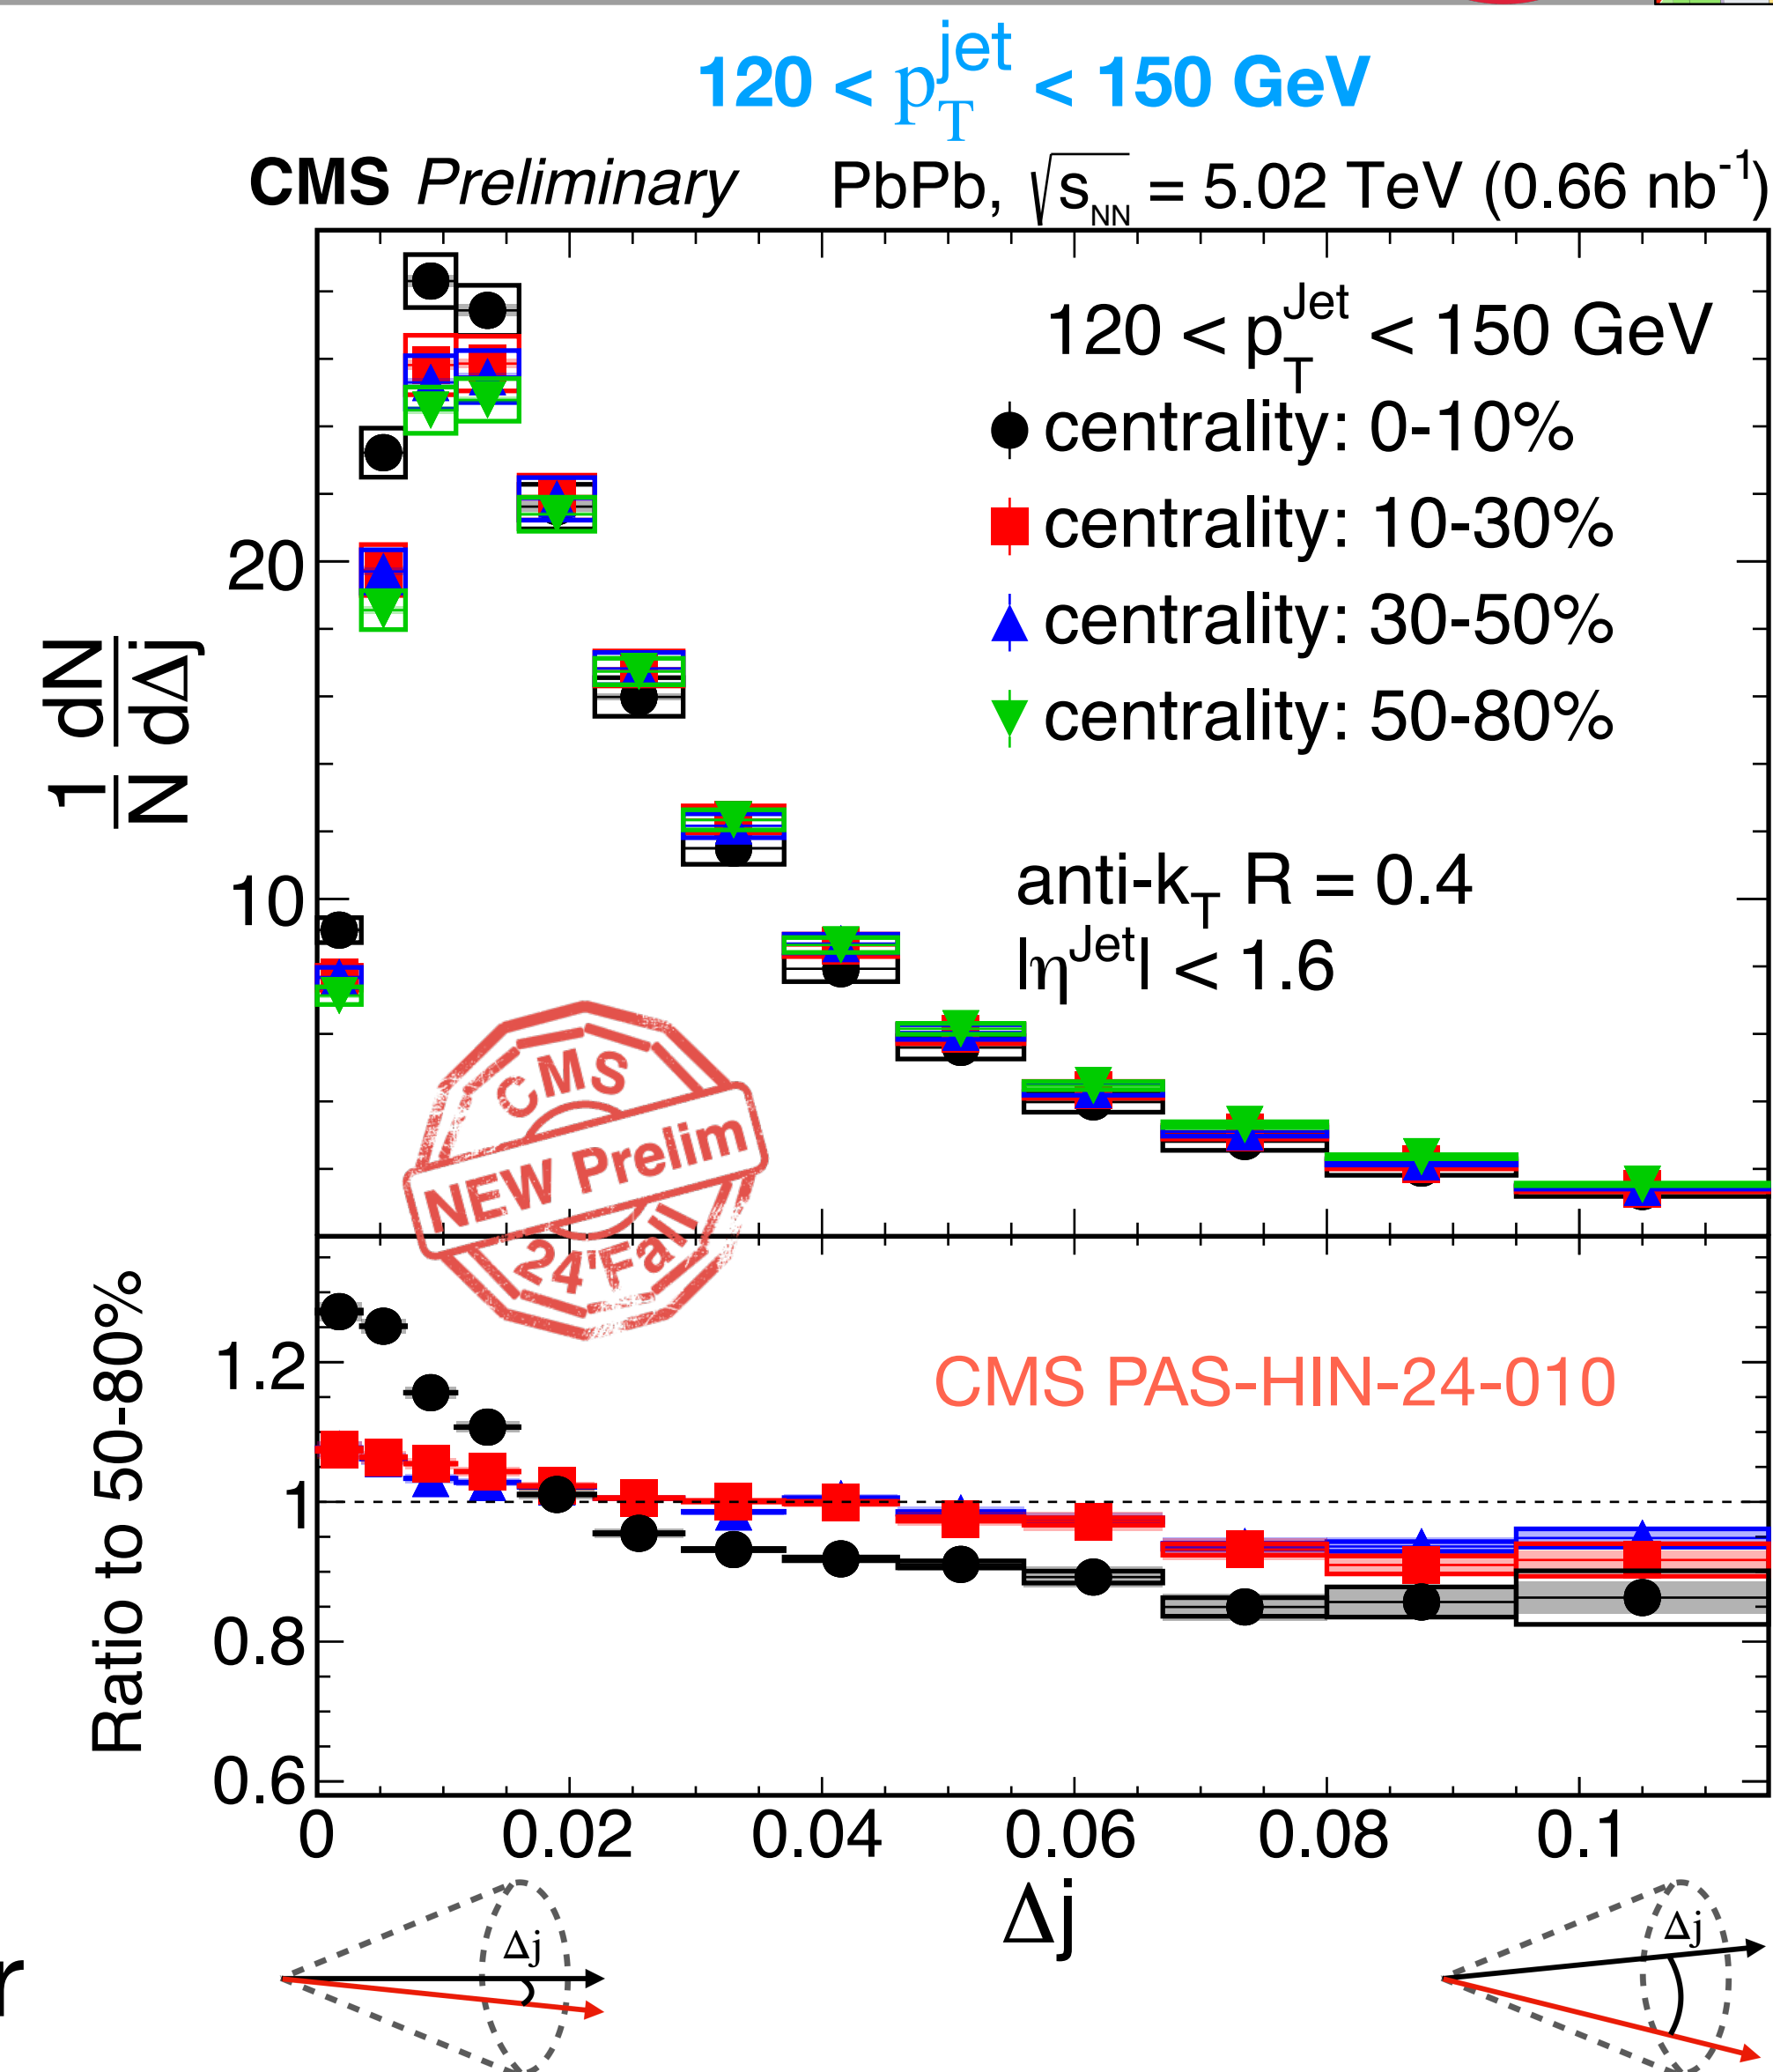 120 < p_T^jet < 150 GeV
CMS Preliminary PbPb, √s_NN = 5.02 TeV (0.66 nb^-1)
120 < p_T^Jet < 150 GeV
centrality: 0-10%
centrality: 10-30%
centrality: 30-50%
centrality: 50-80%
anti-k_T R = 0.4
|η^Jet| < 1.6
1/N dN/dΔj
20
10
CMS
NEW Prelim
24'Fall
CMS PAS-HIN-24-010
Ratio to 50-80%
1.2
1
0.8
0.6
0 0.02 0.04 0.06 0.08 0.1
Δj
Δj
Δj
r